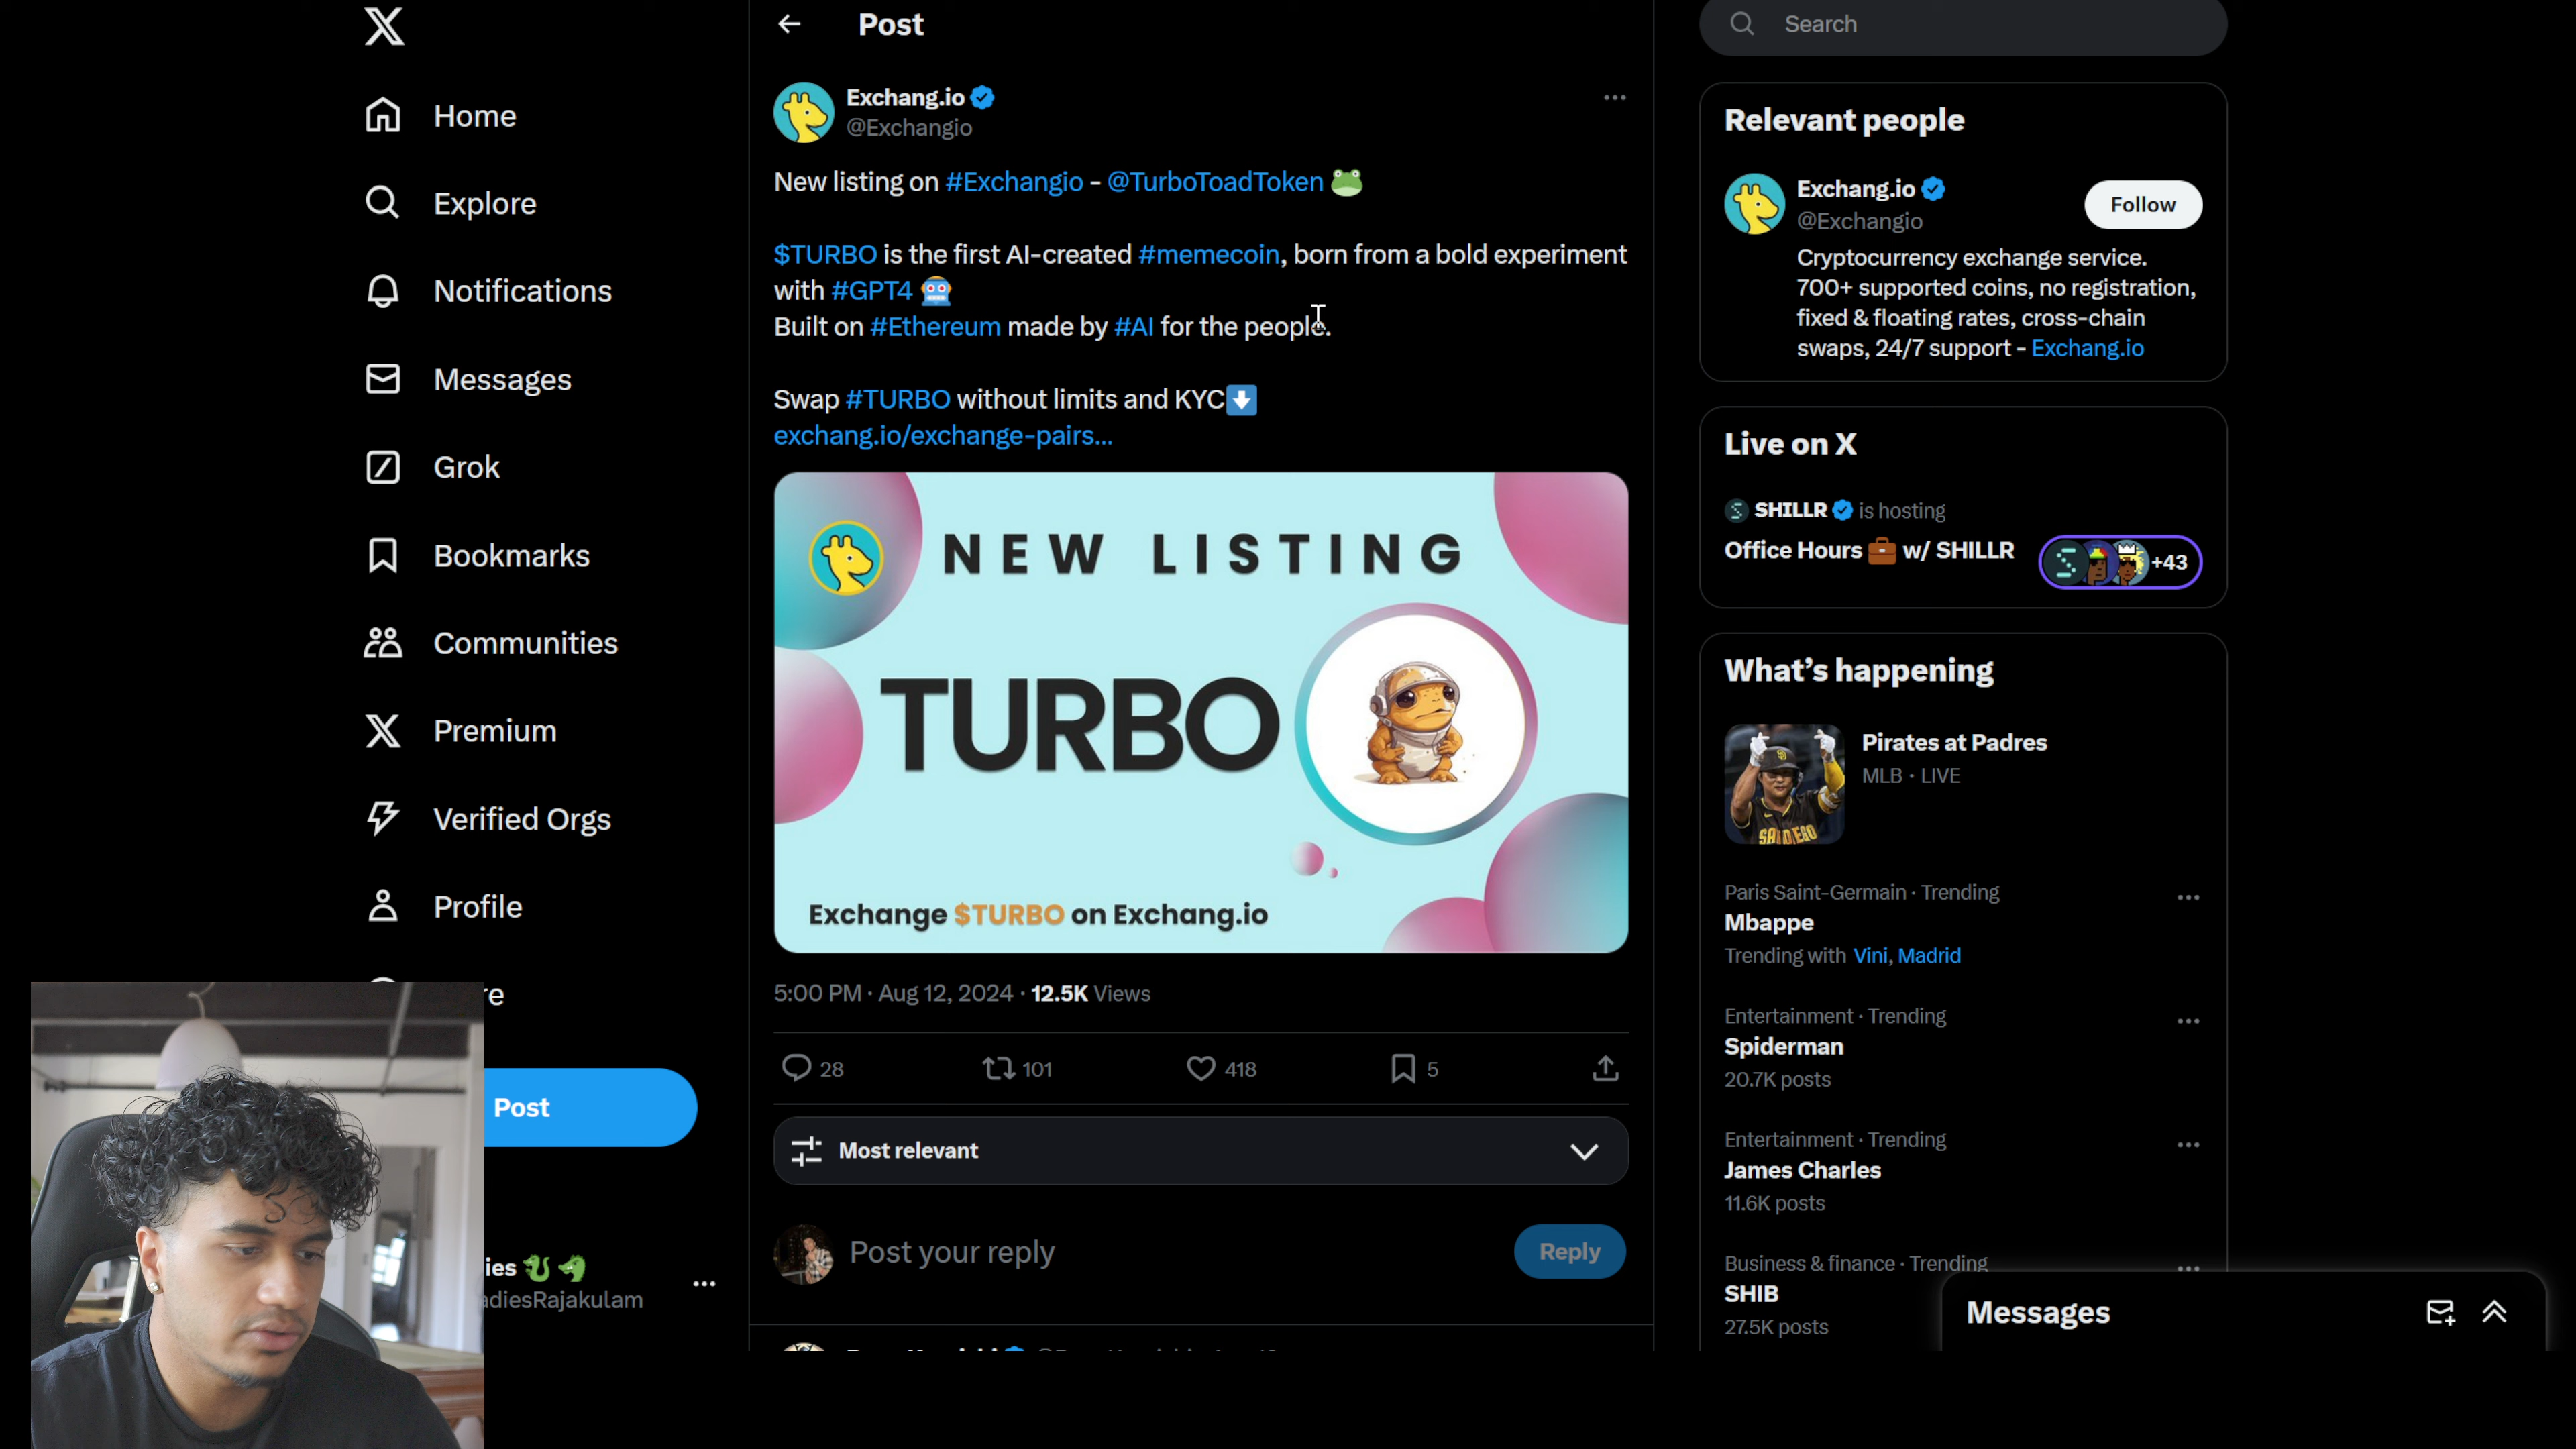 Home
Explore
Notifications
Messages
Grok
Bookmarks
Communities
Premium
Verified Orgs
Profile
re
Post
ies
adiesRajakulam
Post
Exchang.io
@Exchangio
New listing on #Exchangio - @TurboToadToken
$TURBO is the first AI-created #memecoin, born from a bold experiment
with #GPT4
Built on #Ethereum made by #AI for the people.
Swap #TURBO without limits and KYC
exchang.io/exchange-pairs...
NEW LISTING
TURBO
Exchange $TURBO on Exchang.io
5:00 PM · Aug 12, 2024 · 12.5K Views
28 101 418 5
Most relevant
Post your reply
Reply
Search
Relevant people
Exchang.io
@Exchangio
Follow
Cryptocurrency exchange service.
700+ supported coins, no registration,
fixed & floating rates, cross-chain
swaps, 24/7 support - Exchang.io
Live on X
SHILLR is hosting
Office Hours w/ SHILLR
+43
What's happening
Pirates at Padres
MLB · LIVE
Paris Saint-Germain · Trending
Mbappe
Trending with Vini, Madrid
Entertainment · Trending
Spiderman
20.7K posts
Entertainment · Trending
James Charles
11.6K posts
Business & finance · Trending
SHIB
27.5K posts
Messages